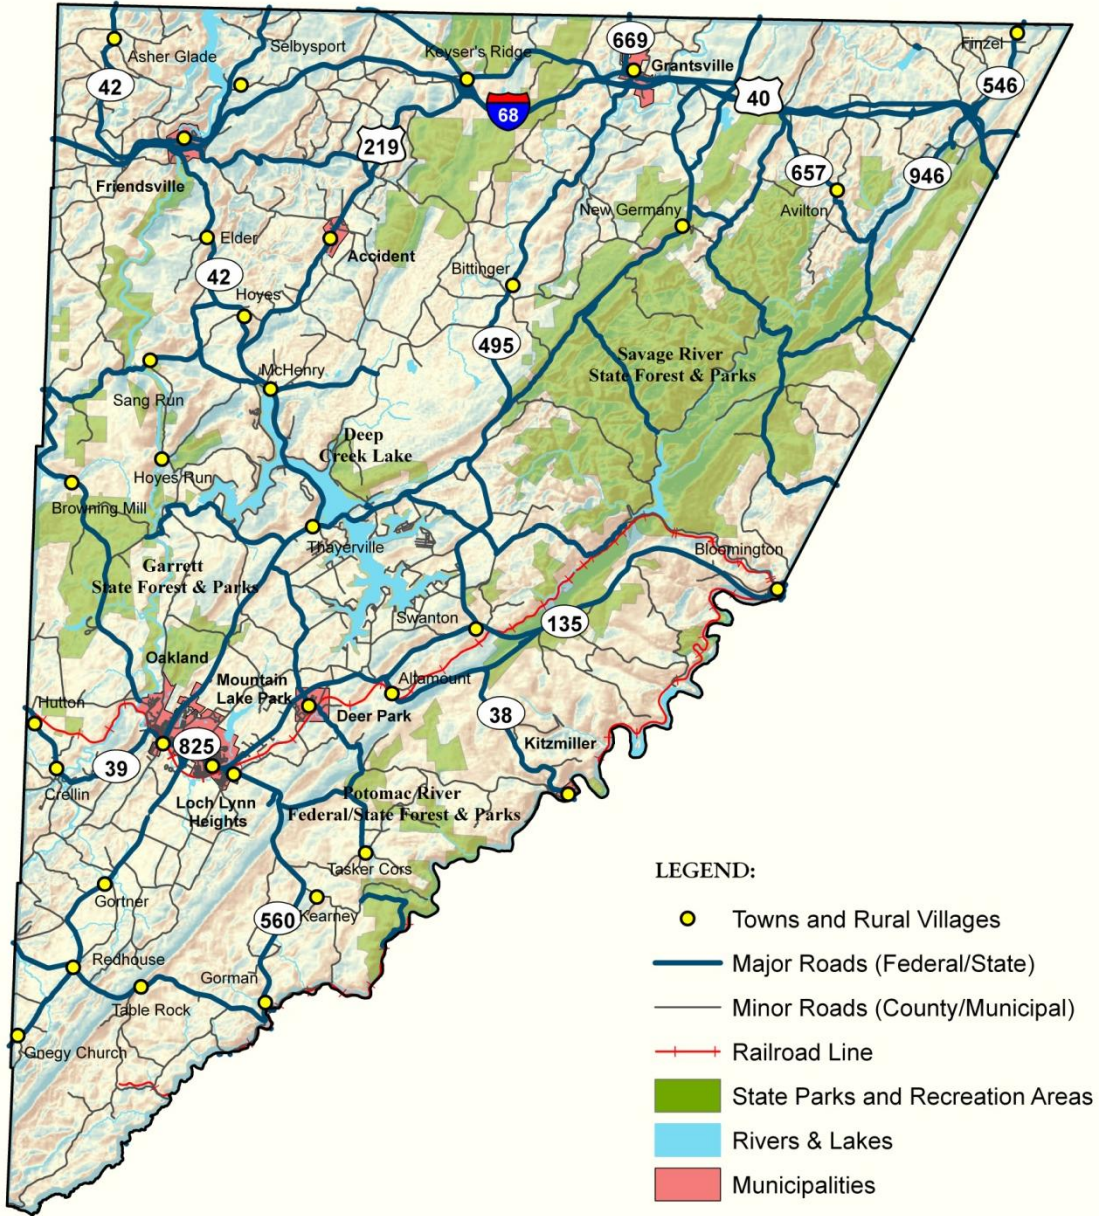 669
Selbysport
Keyser's Ridge
Finzel
Asher Glade
Grantsville
42
546
40
68
219
657
946
Friendsville
Avilton
New Germany
Elder
Accident
42
Bittinger
Hoyes
495
Savage River
State Forest & Parks
McHenry
Sang Run
Deep
Creek Lake
Hoyes Run
Browning Mill
Thayerville
Bloomington
Garrett
State Forest & Parks
Swanton
135
Oakland
Mountain
Lake Park
Altamount
Hutton
Deer Park
38
825
Kitzmiller
39
Crellin
Loch Lynn
Heights
Potomac River
Federal/State Forest & Parks
Tasker Cors
Gortner
560
Kearney
Redhouse
Gorman
Table Rock
Gnegy Church
LEGEND:
Towns and Rural Villages
Major Roads (Federal/State)
Minor Roads (County/Municipal)
Railroad Line
State Parks and Recreation Areas
Rivers & Lakes
Municipalities